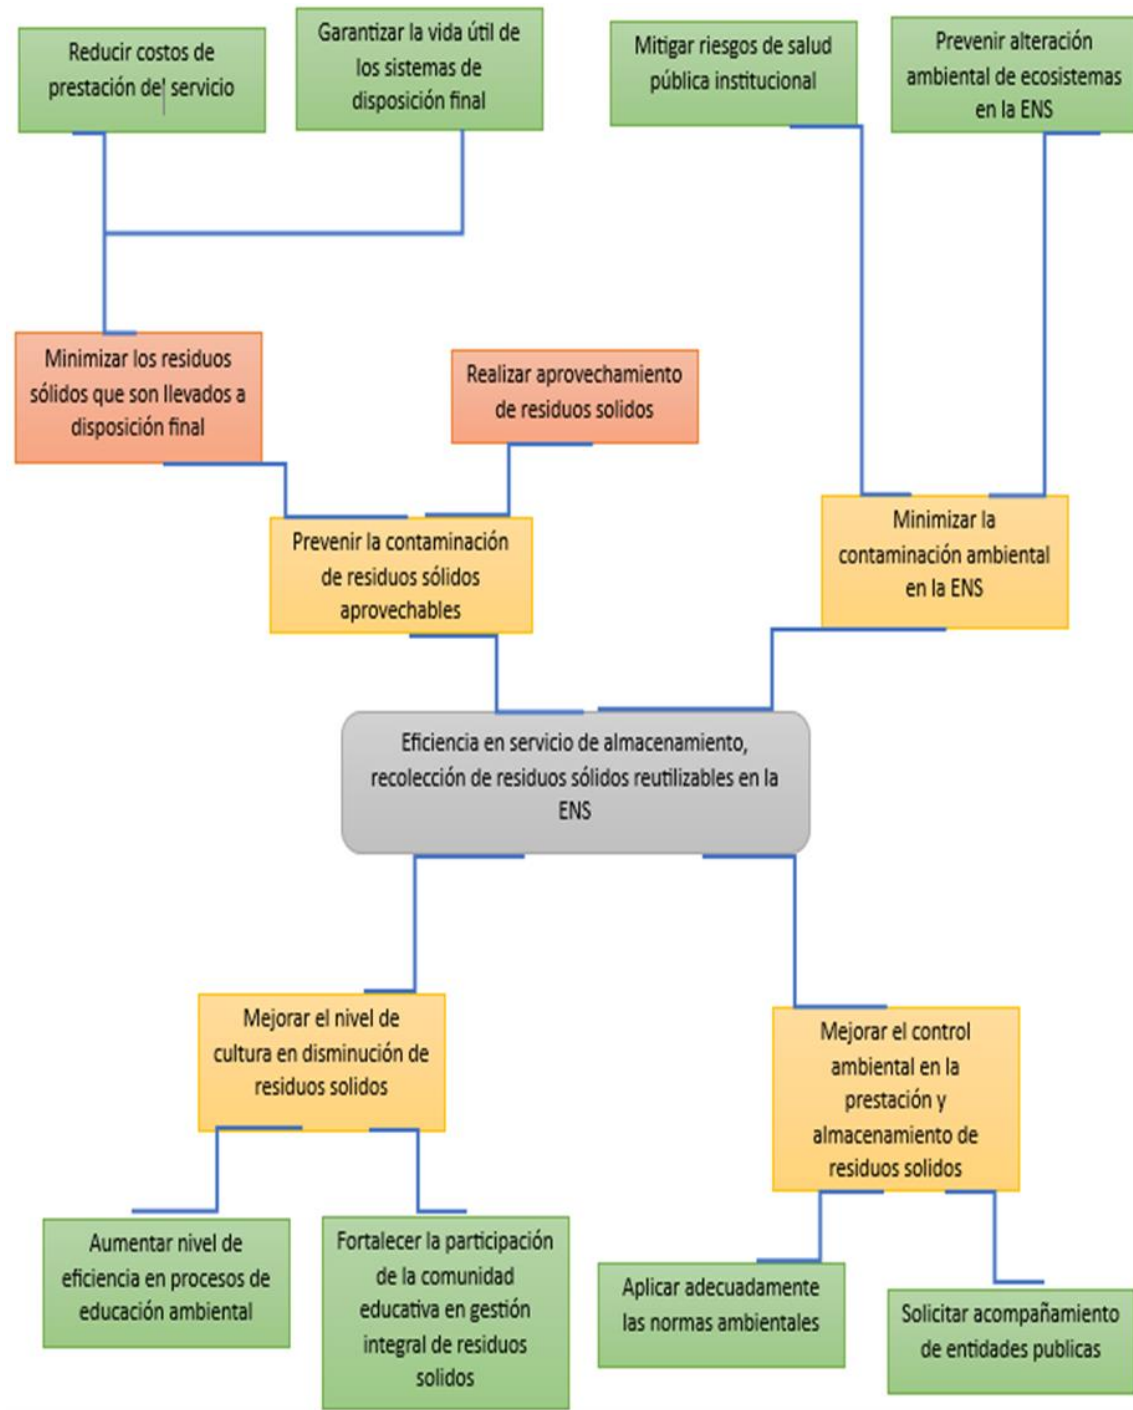 Reducir costos de
prestación del servicio
Garantizar la vida útil de
los sistemas de
disposición final
Mitigar riesgos de salud
pública institucional
Prevenir alteración
ambiental de ecosistemas
en la ENS
Minimizar los residuos
sólidos que son llevados a
disposición final
Realizar aprovechamiento
de residuos solidos
Prevenir la contaminación
de residuos sólidos
aprovechables
Minimizar la
contaminación ambiental
en la ENS
Eficiencia en servicio de almacenamiento,
recolección de residuos sólidos reutilizables en la
ENS
Mejorar el nivel de
cultura en disminución de
residuos solidos
Mejorar el control
ambiental en la
prestación y
almacenamiento de
residuos solidos
Aumentar nivel de
eficiencia en procesos de
educación ambiental
Fortalecer la participación
de la comunidad
educativa en gestión
integral de residuos
solidos
Aplicar adecuadamente
las normas ambientales
Solicitar acompañamiento
de entidades publicas